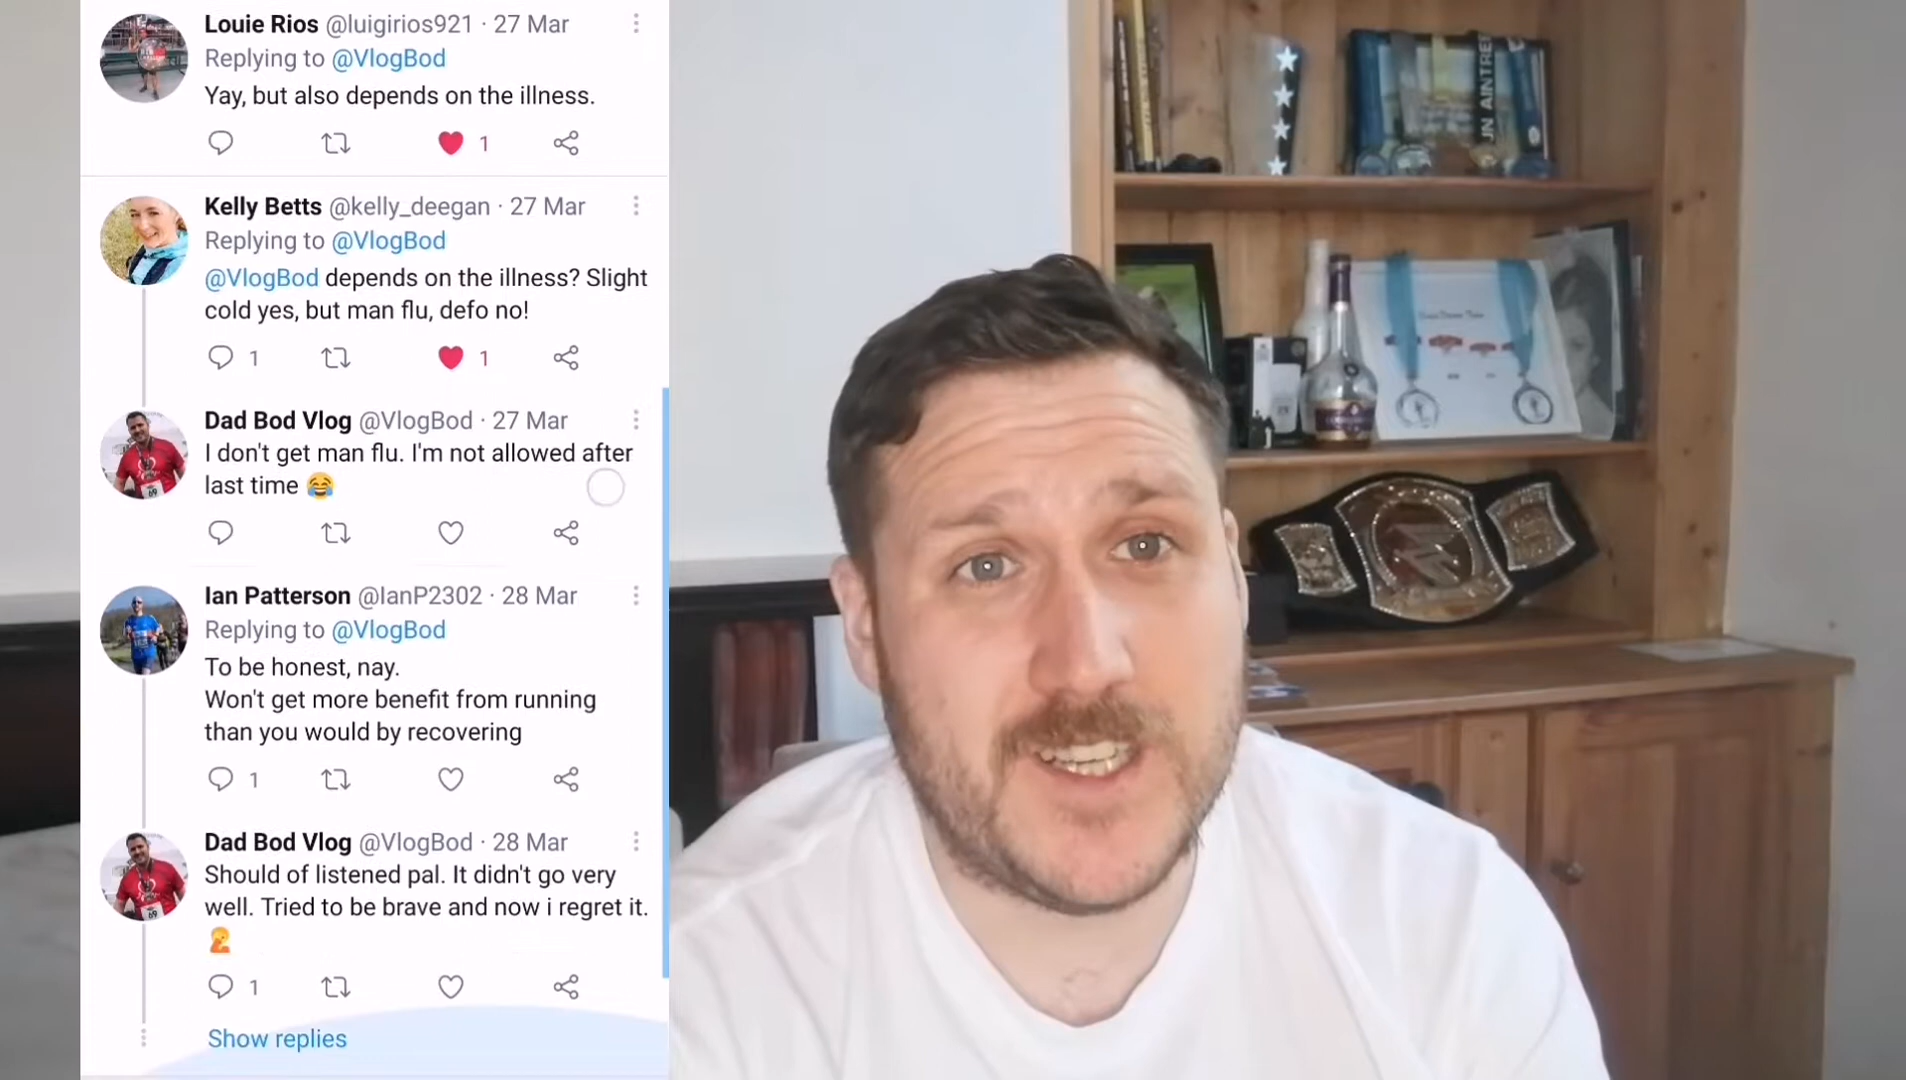 Louie Rios @luigirios921 · 27 Mar
Replying to @VlogBod
Yay, but also depends on the illness.
1
Kelly Betts @kelly_deegan · 27 Mar
Replying to @VlogBod
@VlogBod depends on the illness? Slight
cold yes, but man flu, defo no!
1 1
Dad Bod Vlog @VlogBod · 27 Mar
I don't get man flu. I'm not allowed after
last time 😂
Ian Patterson @IanP2302 · 28 Mar
Replying to @VlogBod
To be honest, nay.
Won't get more benefit from running
than you would by recovering
1
Dad Bod Vlog @VlogBod · 28 Mar
Should of listened pal. It didn't go very
well. Tried to be brave and now i regret it.
1
Show replies